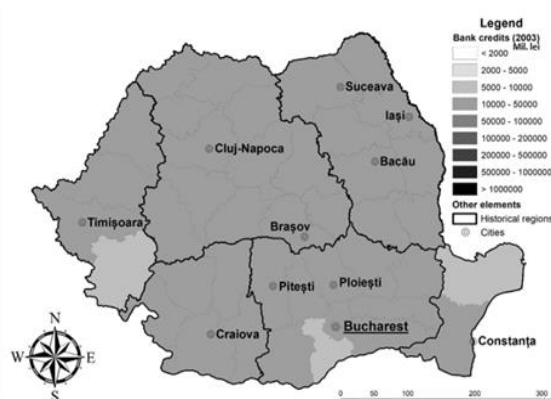 Legend
Bank credits (2003)
Mil. lei
< 2000
2000 - 5000
5000 - 10000
10000 - 50000
50000 - 100000
100000 - 200000
200000 - 500000
500000 - 1000000
> 1000000
Other elements
Historical regions
Cities
Suceava
Iași
Cluj-Napoca
Bacău
Timișoara
Brașov
Pitești
Ploiești
Craiova
Bucharest
Constanța
N
W
E
S
0
100
200
300